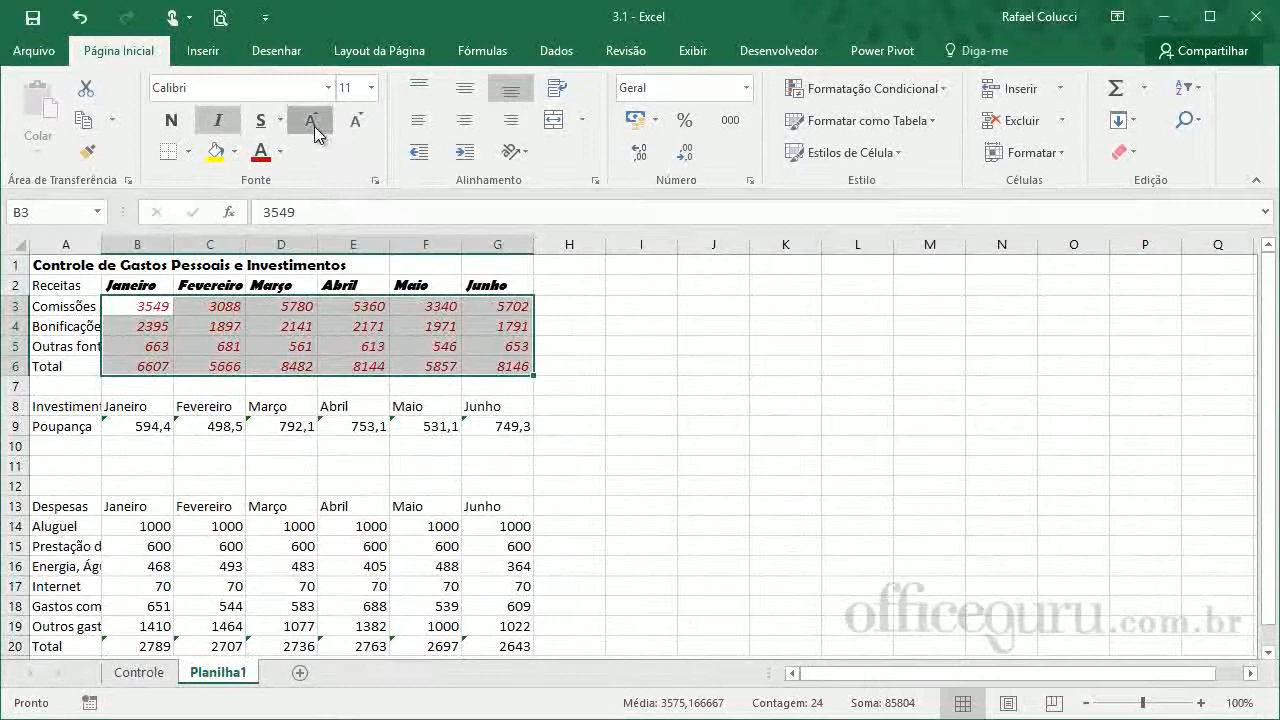 3.1 - Excel
Rafael Colucci
Arquivo
Página Inicial
Inserir
Desenhar
Layout da Página
Fórmulas
Dados
Revisão
Exibir
Desenvolvedor
Power Pivot
Diga-me
Compartilhar
Colar
Área de Transferência
Calibri 11
N I S A A
A
Fonte
Alinhamento
Geral
% 000
Número
Formatação Condicional
Formatar como Tabela
Estilos de Célula
Estilo
Inserir
Excluir
Formatar
Células
Edição
B3 fx 3549
A B C D E F G H I J K L M N O P Q
1 Controle de Gastos Pessoais e Investimentos
2 Receitas Janeiro Fevereiro Março Abril Maio Junho
3 Comissões 3549 3088 5780 5360 3340 5702
4 Bonificaçõe 2395 1897 2141 2171 1971 1791
5 Outras font 663 681 561 613 546 653
6 Total 6607 5666 8482 8144 5857 8146
7
8 Investiment Janeiro Fevereiro Março Abril Maio Junho
9 Poupança 594,4 498,5 792,1 753,1 531,1 749,3
10
11
12
13 Despesas Janeiro Fevereiro Março Abril Maio Junho
14 Aluguel 1000 1000 1000 1000 1000 1000
15 Prestação d 600 600 600 600 600 600
16 Energia, Ág 468 493 483 405 488 364
17 Internet 70 70 70 70 70 70
18 Gastos com 651 544 583 688 539 609
19 Outros gast 1410 1464 1077 1382 1000 1022
20 Total 2789 2707 2736 2763 2697 2643
officeguru.com.br
Controle Planilha1
Pronto
Média: 3575,166667 Contagem: 24 Soma: 85804
100%